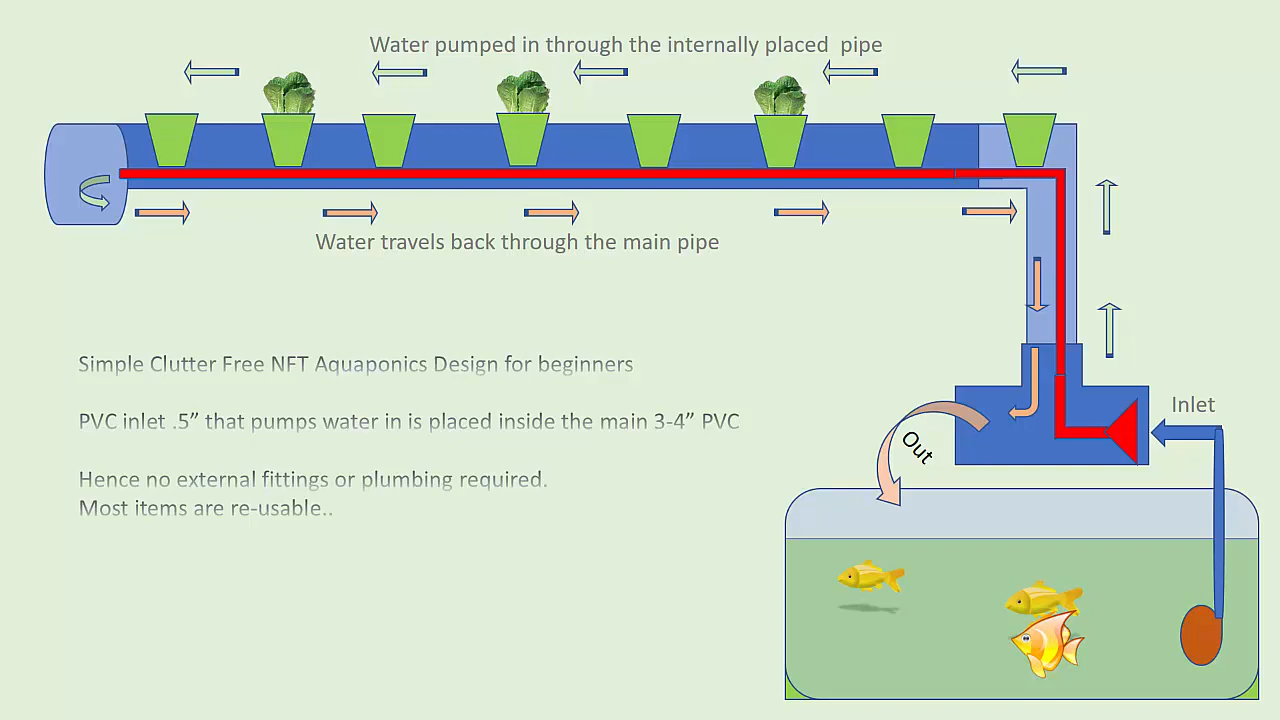 Water pumped in through the internally placed  pipe
Water travels back through the main pipe
Simple Clutter Free NFT Aquaponics Design for beginners
PVC inlet .5” that pumps water in is placed inside the main 3-4” PVC
Hence no external fittings or plumbing required.
Most items are re-usable..
Inlet
Out